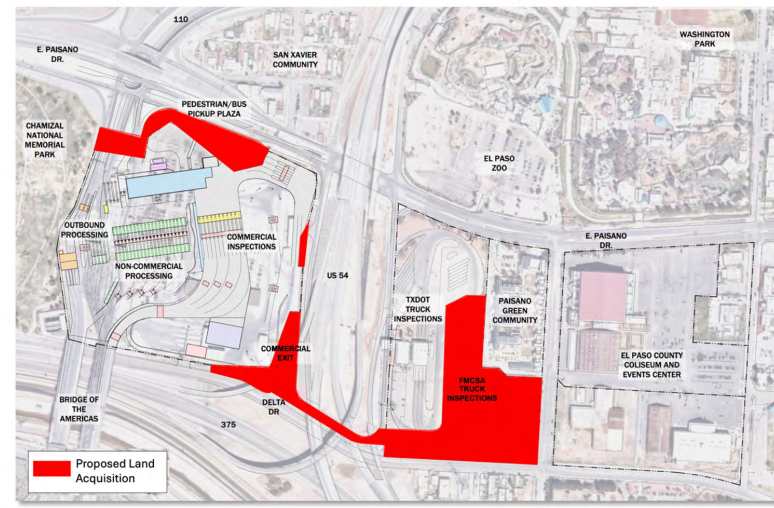 110
E. PAISANO
DR.
SAN XAVIER
COMMUNITY
WASHINGTON
PARK
PEDESTRIAN/BUS
PICKUP PLAZA
CHAMIZAL
NATIONAL
MEMORIAL
PARK
EL PASO
ZOO
OUTBOUND
PROCESSING
COMMERCIAL
INSPECTIONS
E. PAISANO
DR.
NON-COMMERCIAL
PROCESSING
US 54
TXDOT
TRUCK
INSPECTIONS
PAISANO
GREEN
COMMUNITY
COMMERCIAL
EXIT
EL PASO COUNTY
COLISEUM AND
EVENTS CENTER
FMCSA
TRUCK
INSPECTIONS
BRIDGE OF
THE
AMERICAS
DELTA
DR
375
Proposed Land
Acquisition